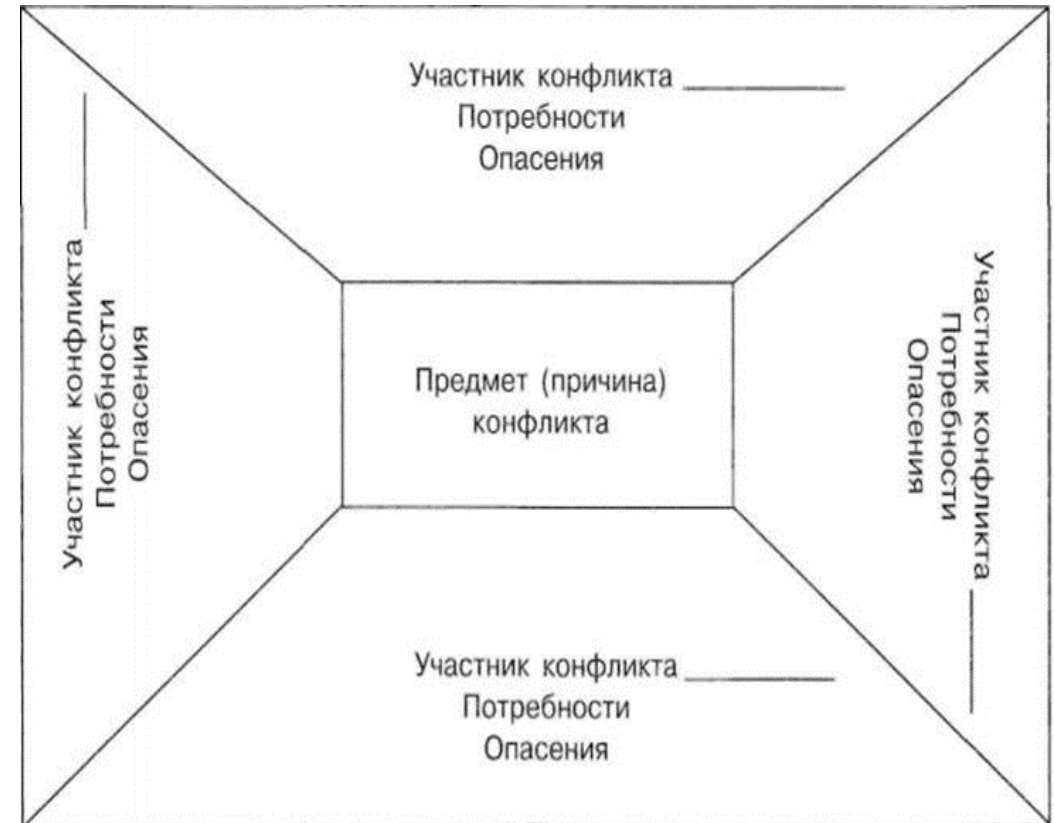 Участник конфликта
Потребности
Опасения
Участник конфликта
Потребности
Опасения
Предмет (причина)
конфликта
Участник конфликта
Потребности
Опасения
Участник конфликта
Потребности
Опасения